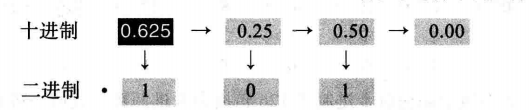 十进制 0.625 → 0.25 → 0.50 → 0.00
↓ ↓ ↓
二进制 · 1 0 1